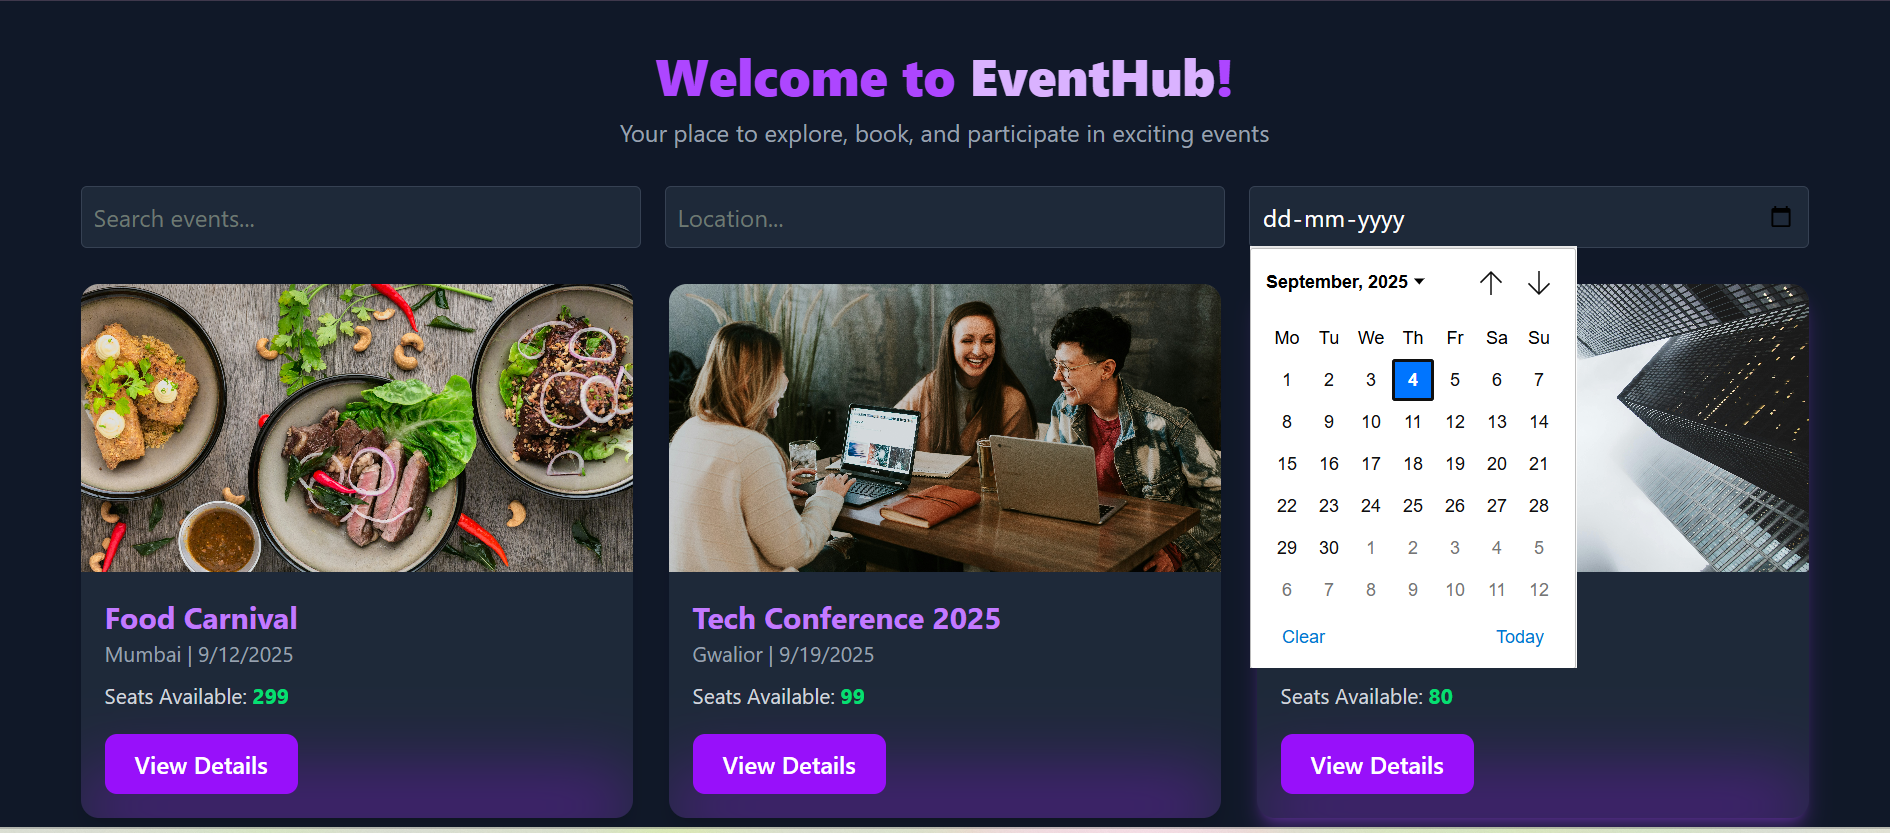 Welcome to EventHub!
Your place to explore, book, and participate in exciting events
Search events...
Location...
dd-mm-yyyy
September, 2025
Mo Tu We Th Fr Sa Su
1 2 3 4 5 6 7
8 9 10 11 12 13 14
15 16 17 18 19 20 21
22 23 24 25 26 27 28
29 30 1 2 3 4 5
6 7 8 9 10 11 12
Clear Today
Food Carnival
Mumbai | 9/12/2025
Seats Available: 299
View Details
Tech Conference 2025
Gwalior | 9/19/2025
Seats Available: 99
View Details
Seats Available: 80
View Details